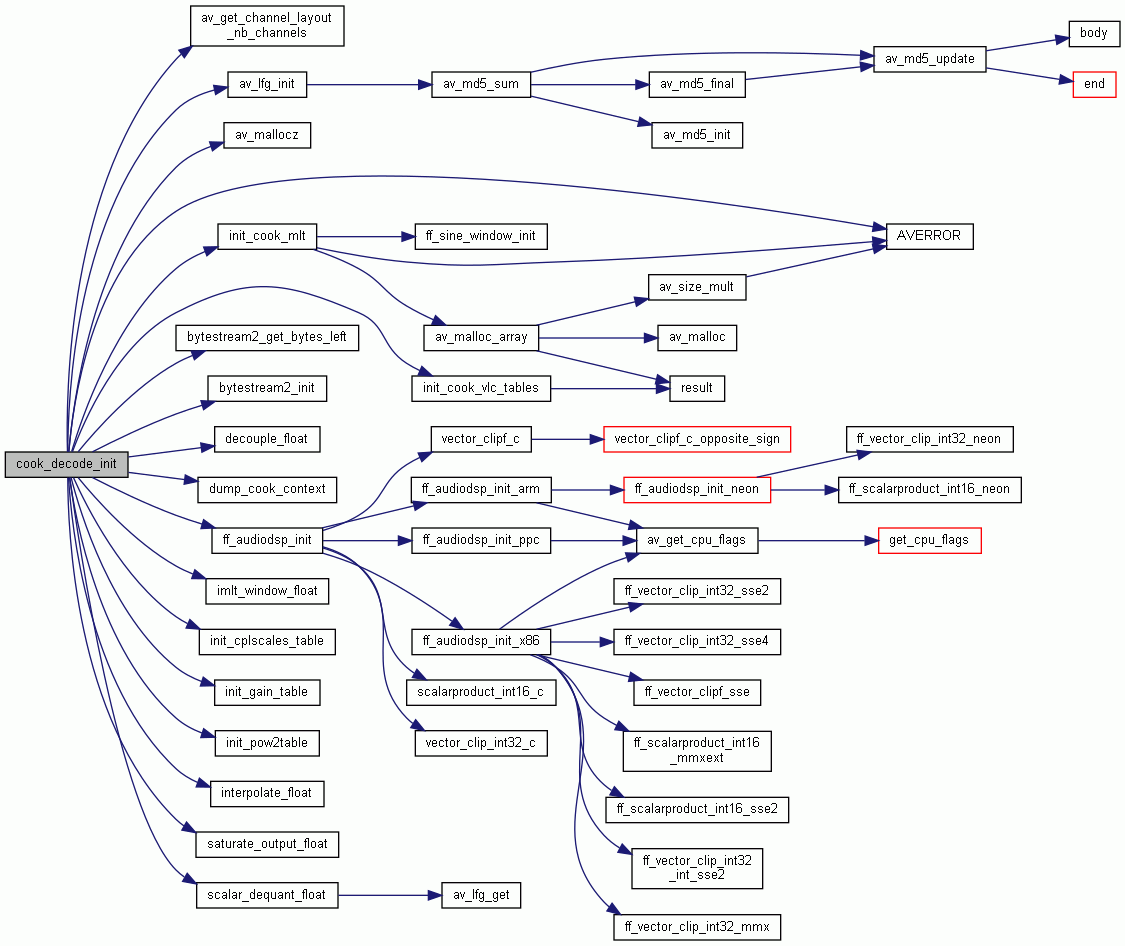 av_get_channel_layout
_nb_channels
body
av_md5_update
av_lfg_init
av_md5_sum
av_md5_final
end
av_mallocz
av_md5_init
init_cook_mlt
ff_sine_window_init
AVERROR
av_size_mult
bytestream2_get_bytes_left
av_malloc_array
av_malloc
bytestream2_init
init_cook_vlc_tables
result
decouple_float
vector_clipf_c
vector_clipf_c_opposite_sign
ff_vector_clip_int32_neon
cook_decode_init
dump_cook_context
ff_audiodsp_init_arm
ff_audiodsp_init_neon
ff_scalarproduct_int16_neon
ff_audiodsp_init
ff_audiodsp_init_ppc
av_get_cpu_flags
get_cpu_flags
imlt_window_float
ff_vector_clip_int32_sse2
init_cplscales_table
ff_audiodsp_init_x86
ff_vector_clip_int32_sse4
init_gain_table
scalarproduct_int16_c
ff_vector_clipf_sse
init_pow2table
vector_clip_int32_c
ff_scalarproduct_int16
_mmxext
interpolate_float
ff_scalarproduct_int16_sse2
saturate_output_float
ff_vector_clip_int32
_int_sse2
scalar_dequant_float
av_lfg_get
ff_vector_clip_int32_mmx